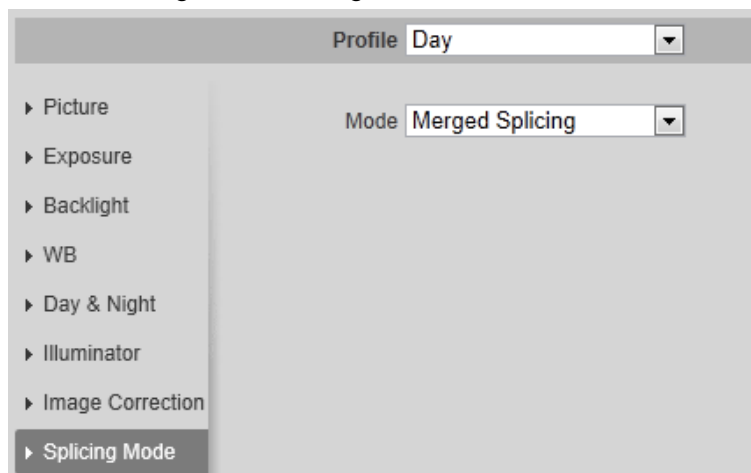 Profile Day
Picture
Mode Merged Splicing
Exposure
Backlight
WB
Day & Night
Illuminator
Image Correction
Splicing Mode